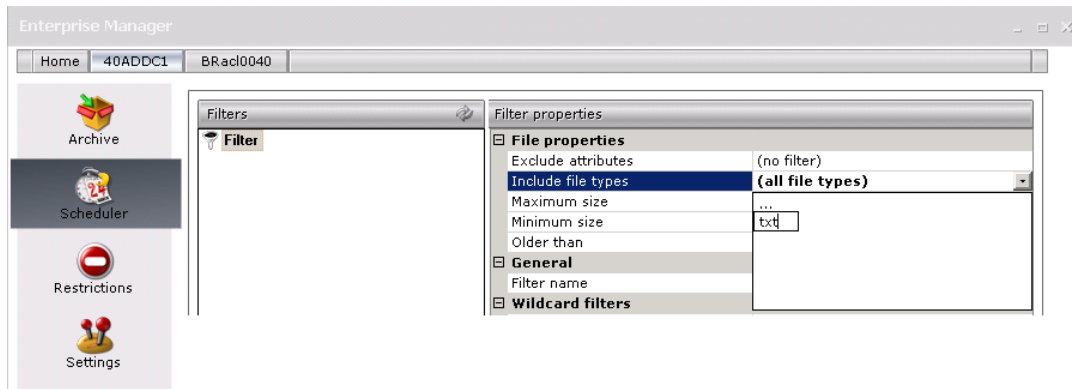 Enterprise Manager
Home 40ADDC1 BRacl0040
Archive
24
Scheduler
Restrictions
Settings
Filters
Filter
Filter properties
File properties
Exclude attributes (no filter)
Include file types (all file types)
Maximum size ...
Minimum size txt
Older than
General
Filter name
Wildcard filters